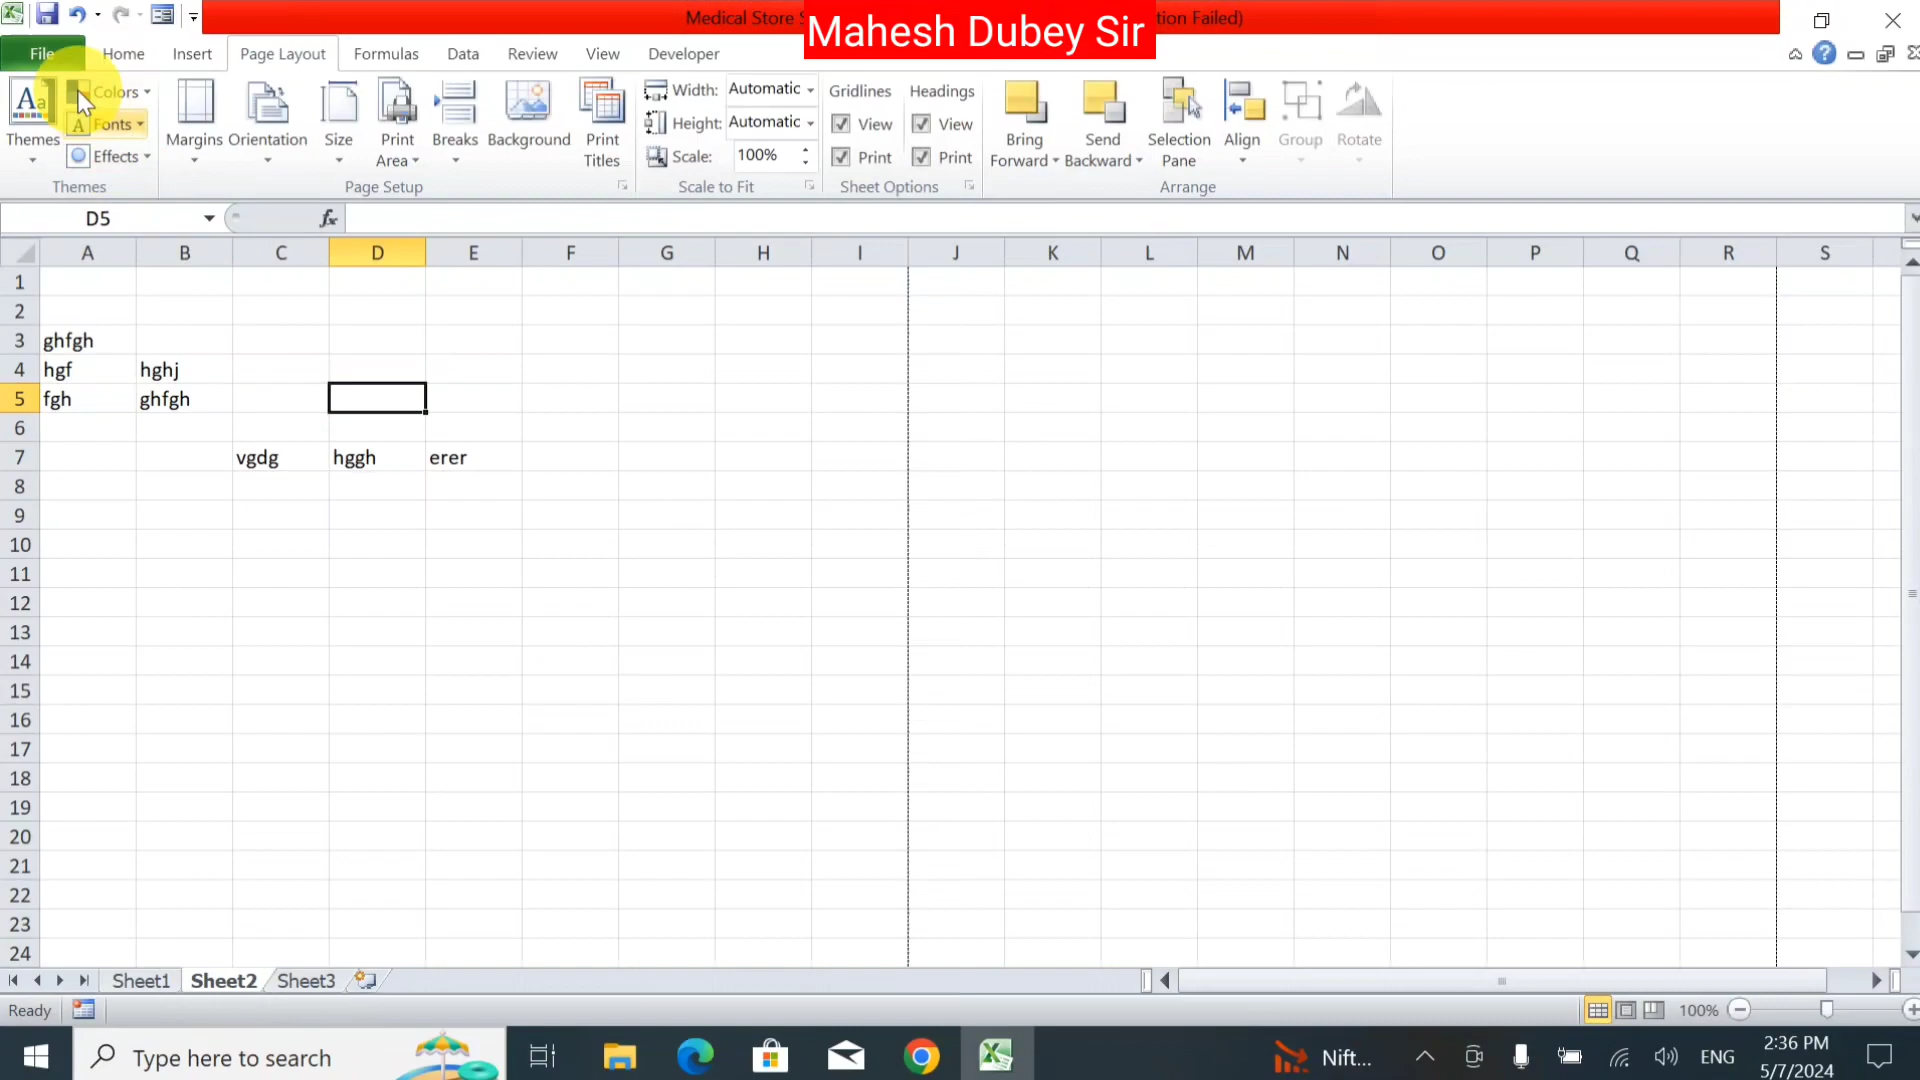 Medical Store S
tion Failed)
Mahesh Dubey Sir
File Home Insert Page Layout Formulas Data Review View Developer
Themes Colors Fonts Effects
Margins Orientation Size Print Area Breaks Background Print Titles
Width: Automatic
Height: Automatic
Scale: 100%
Gridlines Headings
View View
Print Print
Bring Forward Send Backward Selection Pane Align Group Rotate
Themes Page Setup Scale to Fit Sheet Options Arrange
D5 fx
A B C D E F G H I J K L M N O P Q R S
1
2
3 ghfgh
4 hgf hghj
5 fgh ghfgh
6
7 vgdg hggh erer
8
9
10
11
12
13
14
15
16
17
18
19
20
21
22
23
24
Sheet1 Sheet2 Sheet3
Ready 100%
Type here to search
Nift... ENG
2:36 PM
5/7/2024